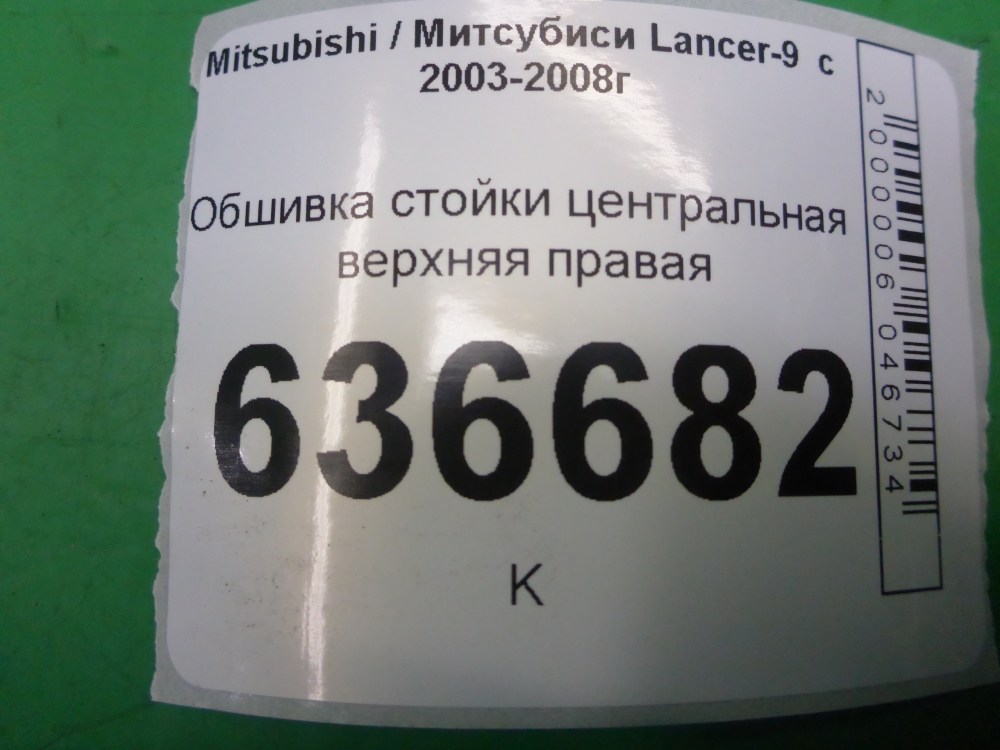 Mitsubishi / Митсубиси Lancer-9 с
2003-2008г
Обшивка стойки центральная
верхняя правая
636682
К
2000006046734